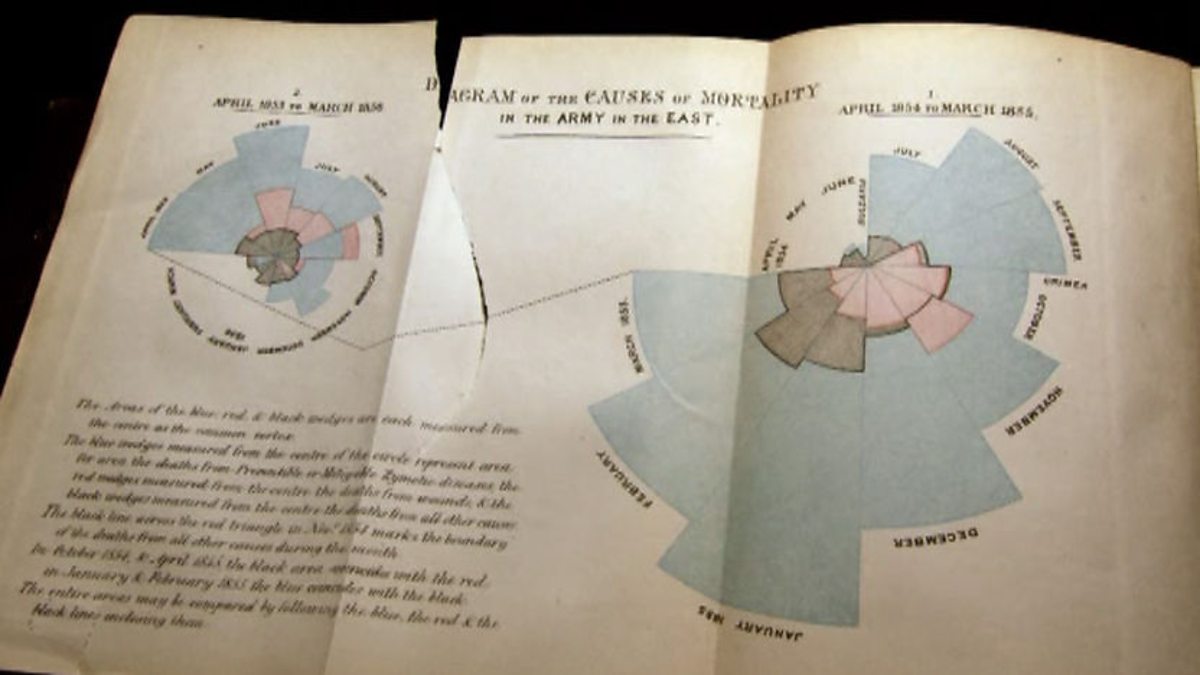 DIAGRAM OF THE CAUSES OF MORTALITY
IN THE ARMY IN THE EAST.
2.
APRIL 1855 TO MARCH 1856
1.
APRIL 1854 TO MARCH 1855.
JUNE
MAY
JULY
AUGUST
APRIL 1855
SEPTEMBER
OCTOBER
NOVEMBER
DECEMBER
JANUARY 1856
FEBRUARY
MARCH
APRIL
1854
MAY
JUNE
BULGARIA
JULY
AUGUST
SEPTEMBER
CRIMEA
OCTOBER
NOVEMBER
DECEMBER
JANUARY 1855
FEBRUARY
MARCH 1855.
The Areas of the blue, red, & black wedges are each measured from
the centre as the common vertex.
The blue wedges measured from the centre of the circle represent area
for area the deaths from Preventible or Mitigable Zymotic diseases, the
red wedges measured from the centre the deaths from wounds, & the
black wedges measured from the centre the deaths from all other causes
The black line across the red triangle in Nov.r 1854 marks the boundary
of the deaths from all other causes during the month
In October 1854, & April 1855 the black area coincides with the red,
in January & February 1855 the blue coincides with the black.
The entire areas may be compared by following the blue, the red & the
black lines enclosing them.